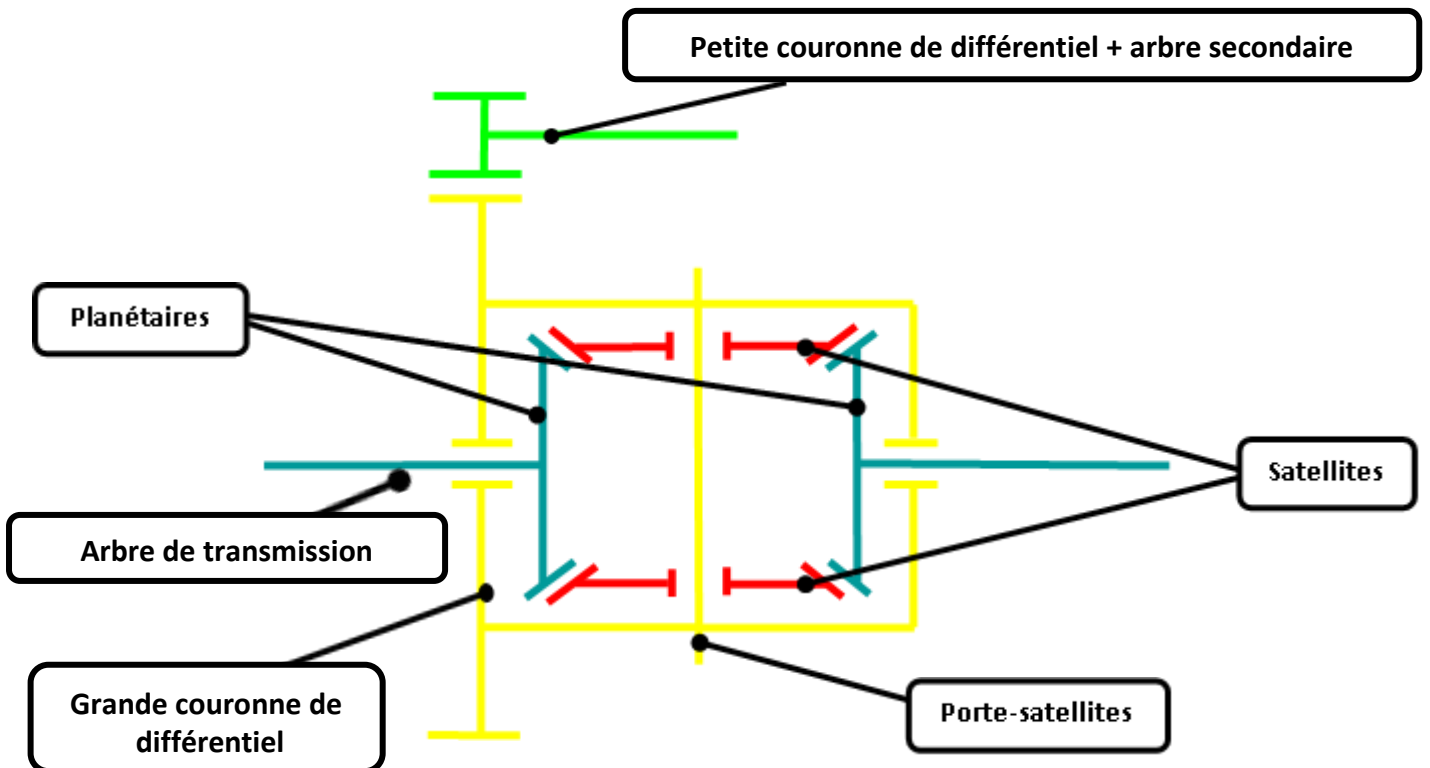 Petite couronne de différentiel + arbre secondaire
Planétaires
Satellites
Arbre de transmission
Grande couronne de
différentiel
Porte-satellites